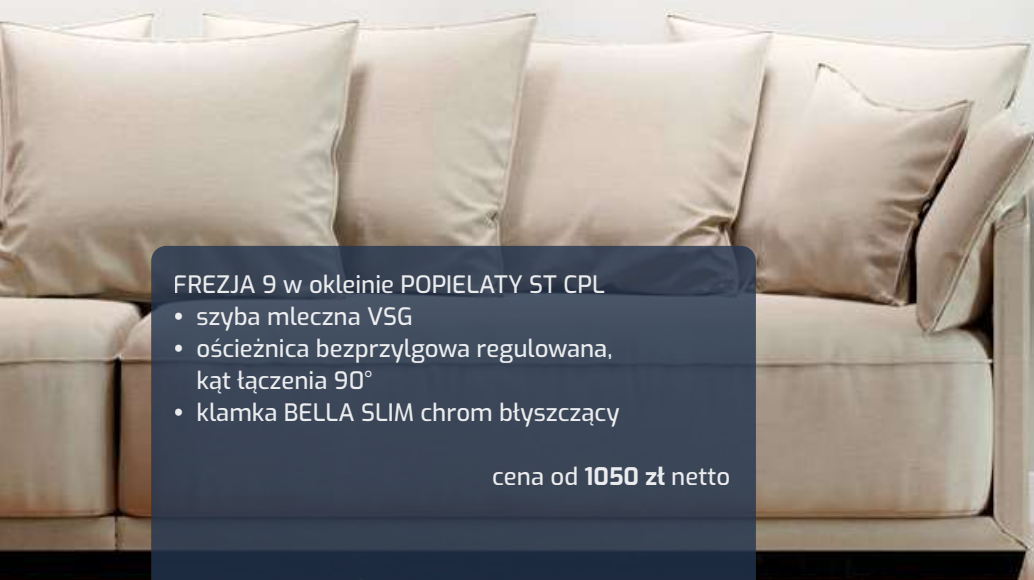 FREZJA 9 w okleinie POPIELATY ST CPL
• szyba mleczna VSG
• ościeżnica bezprzylgowa regulowana,
kąt łączenia 90°
• klamka BELLA SLIM chrom błyszczący
cena od 1050 zł netto